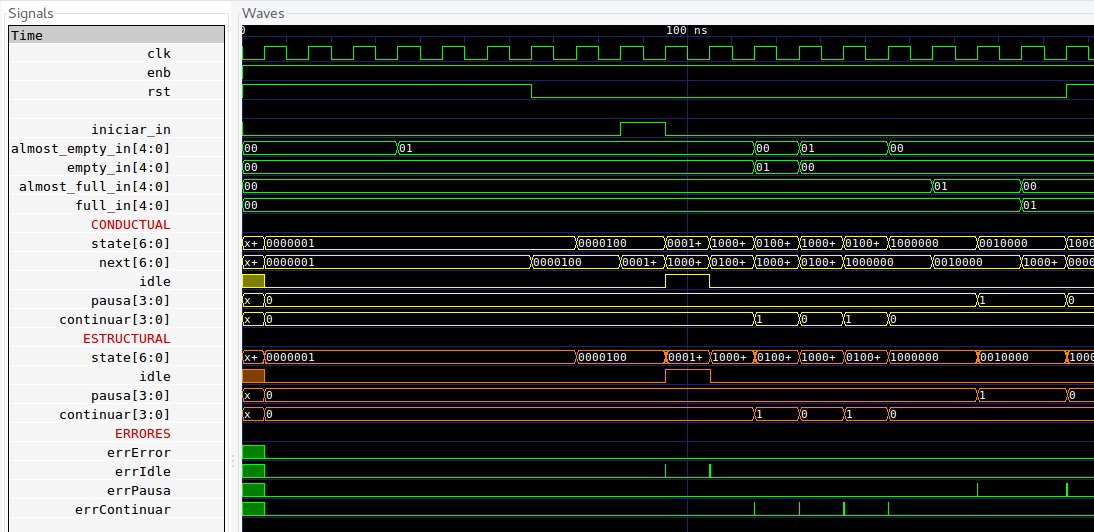 Signals Waves
Time 0 100 ns
clk
enb
rst
iniciar_in
almost_empty_in[4:0] 00 01 00 01 00
empty_in[4:0] 00 01 00
almost_full_in[4:0] 00 01 00
full_in[4:0] 00 01
CONDUCTUAL
state[6:0] x+ 0000001 0000100 0001+ 1000+ 0100+ 1000+ 0100+ 1000000 0010000 1000
next[6:0] x+ 0000001 0000100 0001+ 1000+ 0100+ 1000+ 0100+ 1000000 0010000 1000+ 0000
idle
pausa[3:0] x 0 1 0
continuar[3:0] x 0 1 0 1 0
ESTRUCTURAL
state[6:0] x+ 0000001 0000100 0001+ 1000+ 0100+ 1000+ 0100+ 1000000 0010000 1000
idle
pausa[3:0] x 0 1 0
continuar[3:0] x 0 1 0 1 0
ERRORES
errError
errIdle
errPausa
errContinuar